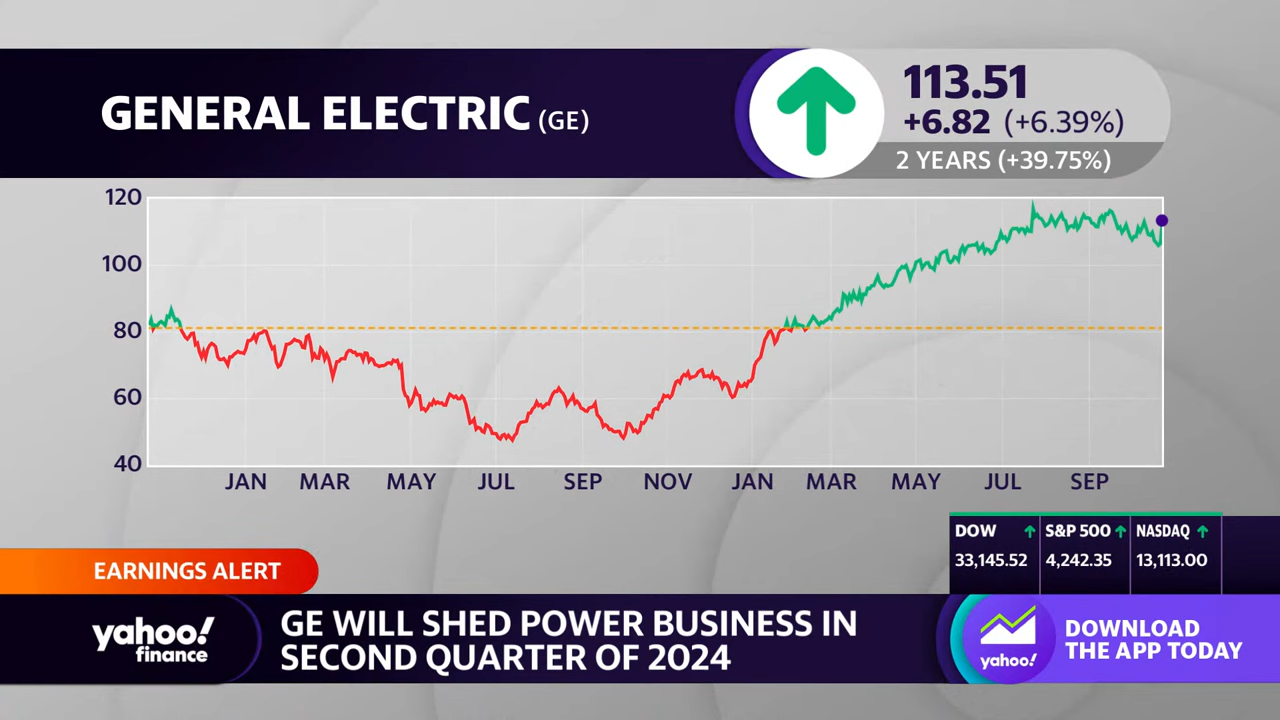 GENERAL ELECTRIC (GE)
113.51
+6.82 (+6.39%)
2 YEARS (+39.75%)
120
100
80
60
40
JAN MAR MAY JUL SEP NOV JAN MAR MAY JUL SEP
DOW S&P 500 NASDAQ
33,145.52 4,242.35 13,113.00
EARNINGS ALERT
yahoo!
finance
GE WILL SHED POWER BUSINESS IN
SECOND QUARTER OF 2024
yahoo!
DOWNLOAD
THE APP TODAY